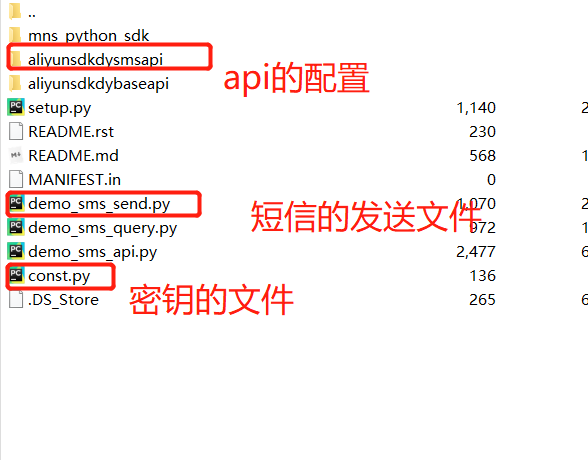 ..
mns_python_sdk
aliyunsdkdysmsapi
api的配置
aliyunsdkdybaseapi
setup.py 1,140 2
README.rst 230
README.md 568 1
MANIFEST.in 0
demo_sms_send.py 1,070 2
短信的发送文件
demo_sms_query.py 972 1
demo_sms_api.py 2,477 6
const.py 136
密钥的文件
.DS_Store 265 6